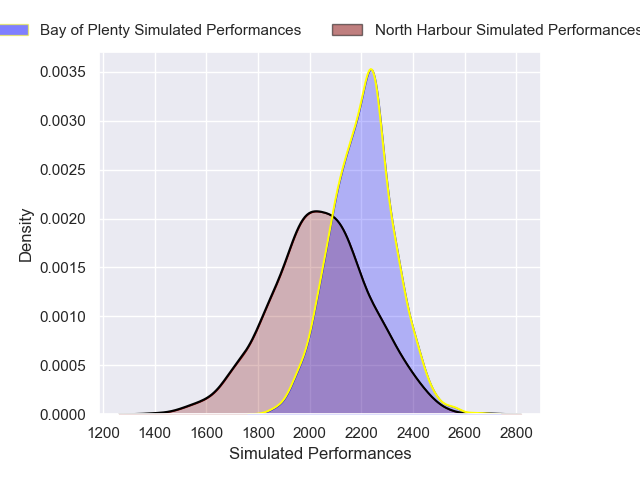 Bay of Plenty Simulated Performances North Harbour Simulated Performances
0.0035
0.0030
0.0025
0.0020
0.0015
0.0010
0.0005
0.0000
Density
1200 1400 1600 1800 2000 2200 2400 2600 2800
Simulated Performances